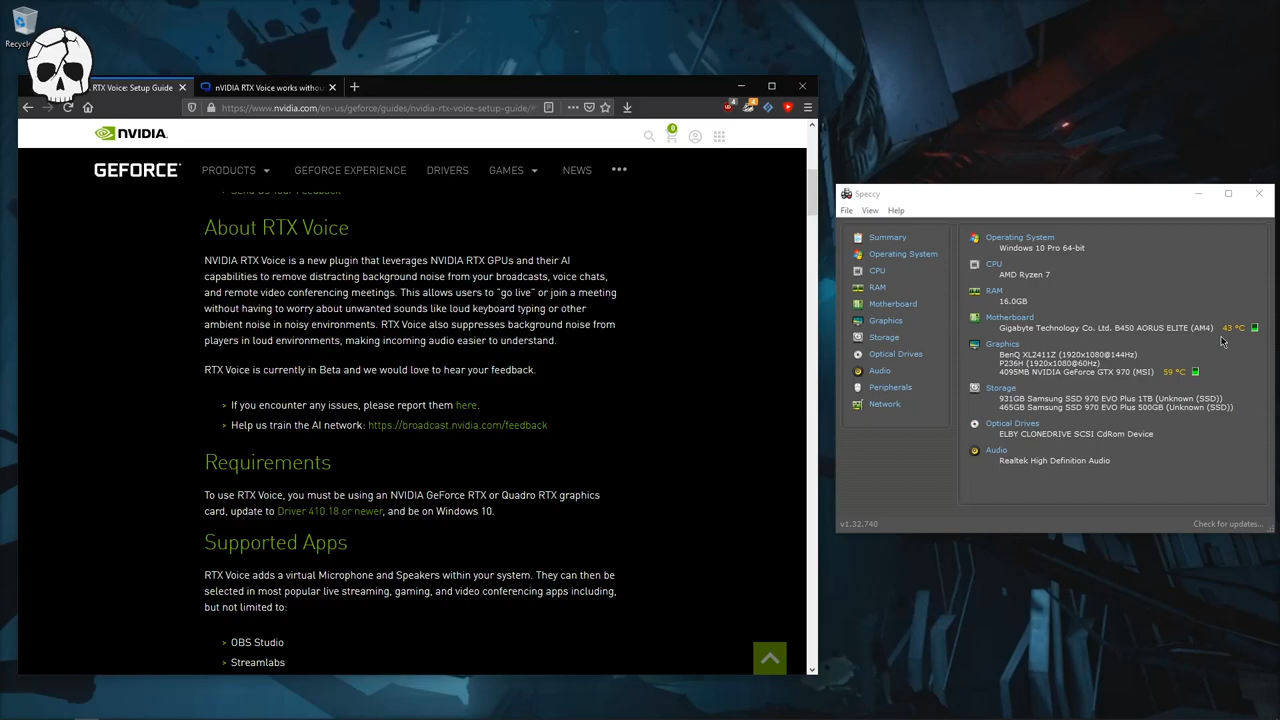 Recycle
RTX Voice: Setup Guide
nVIDIA RTX Voice works withou
https://www.nvidia.com/en-us/geforce/guides/nvidia-rtx-voice-setup-guide/
4
NVIDIA.
0
GEFORCE
PRODUCTS
GEFORCE EXPERIENCE
DRIVERS
GAMES
NEWS
Send Us Your Feedback
About RTX Voice
NVIDIA RTX Voice is a new plugin that leverages NVIDIA RTX GPUs and their AI
capabilities to remove distracting background noise from your broadcasts, voice chats,
and remote video conferencing meetings. This allows users to "go live" or join a meeting
without having to worry about unwanted sounds like loud keyboard typing or other
ambient noise in noisy environments. RTX Voice also suppresses background noise from
players in loud environments, making incoming audio easier to understand.
RTX Voice is currently in Beta and we would love to hear your feedback.
If you encounter any issues, please report them here.
Help us train the AI network: https://broadcast.nvidia.com/feedback
Requirements
To use RTX Voice, you must be using an NVIDIA GeForce RTX or Quadro RTX graphics
card, update to Driver 410.18 or newer, and be on Windows 10.
Supported Apps
RTX Voice adds a virtual Microphone and Speakers within your system. They can then be
selected in most popular live streaming, gaming, and video conferencing apps including,
but not limited to:
OBS Studio
Streamlabs
Speccy
File View Help
Summary
Operating System
CPU
RAM
Motherboard
Graphics
Storage
Optical Drives
Audio
Peripherals
Network
Operating System
Windows 10 Pro 64-bit
CPU
AMD Ryzen 7
RAM
16.0GB
Motherboard
Gigabyte Technology Co. Ltd. B450 AORUS ELITE (AM4) 43 °C
Graphics
BenQ XL2411Z (1920x1080@144Hz)
P236H (1920x1080@60Hz)
4095MB NVIDIA GeForce GTX 970 (MSI) 59 °C
Storage
931GB Samsung SSD 970 EVO Plus 1TB (Unknown (SSD))
465GB Samsung SSD 970 EVO Plus 500GB (Unknown (SSD))
Optical Drives
ELBY CLONEDRIVE SCSI CdRom Device
Audio
Realtek High Definition Audio
v1.32.740
Check for updates...